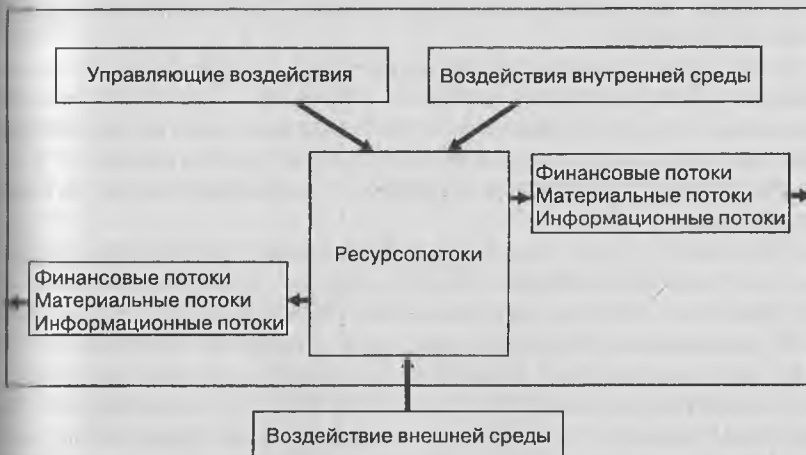 Управляющие воздействия
Воздействия внутренней среды
Финансовые потоки
Материальные потоки
Информационные потоки
Ресурсопотоки
Финансовые потоки
Материальные потоки
Информационные потоки
Воздействие внешней среды